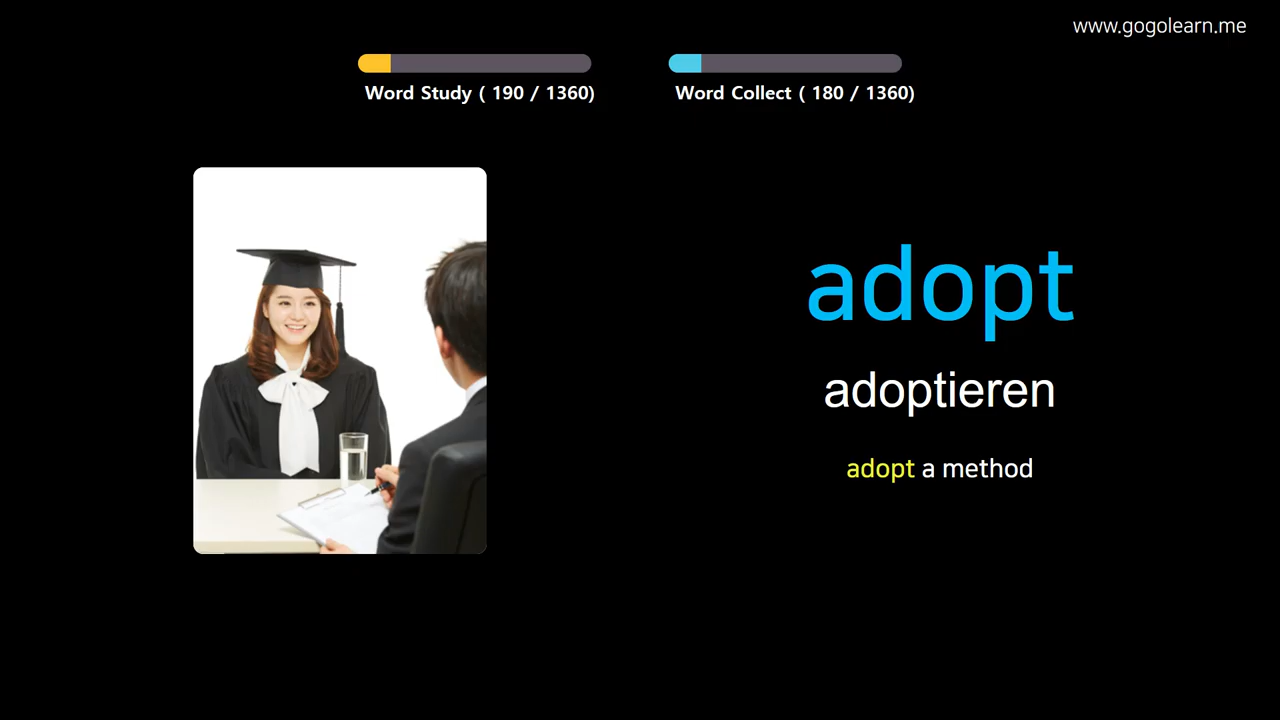 www.gogolearn.me
Word Study ( 190 / 1360)
Word Collect ( 180 / 1360)
adopt
adoptieren
adopt a method